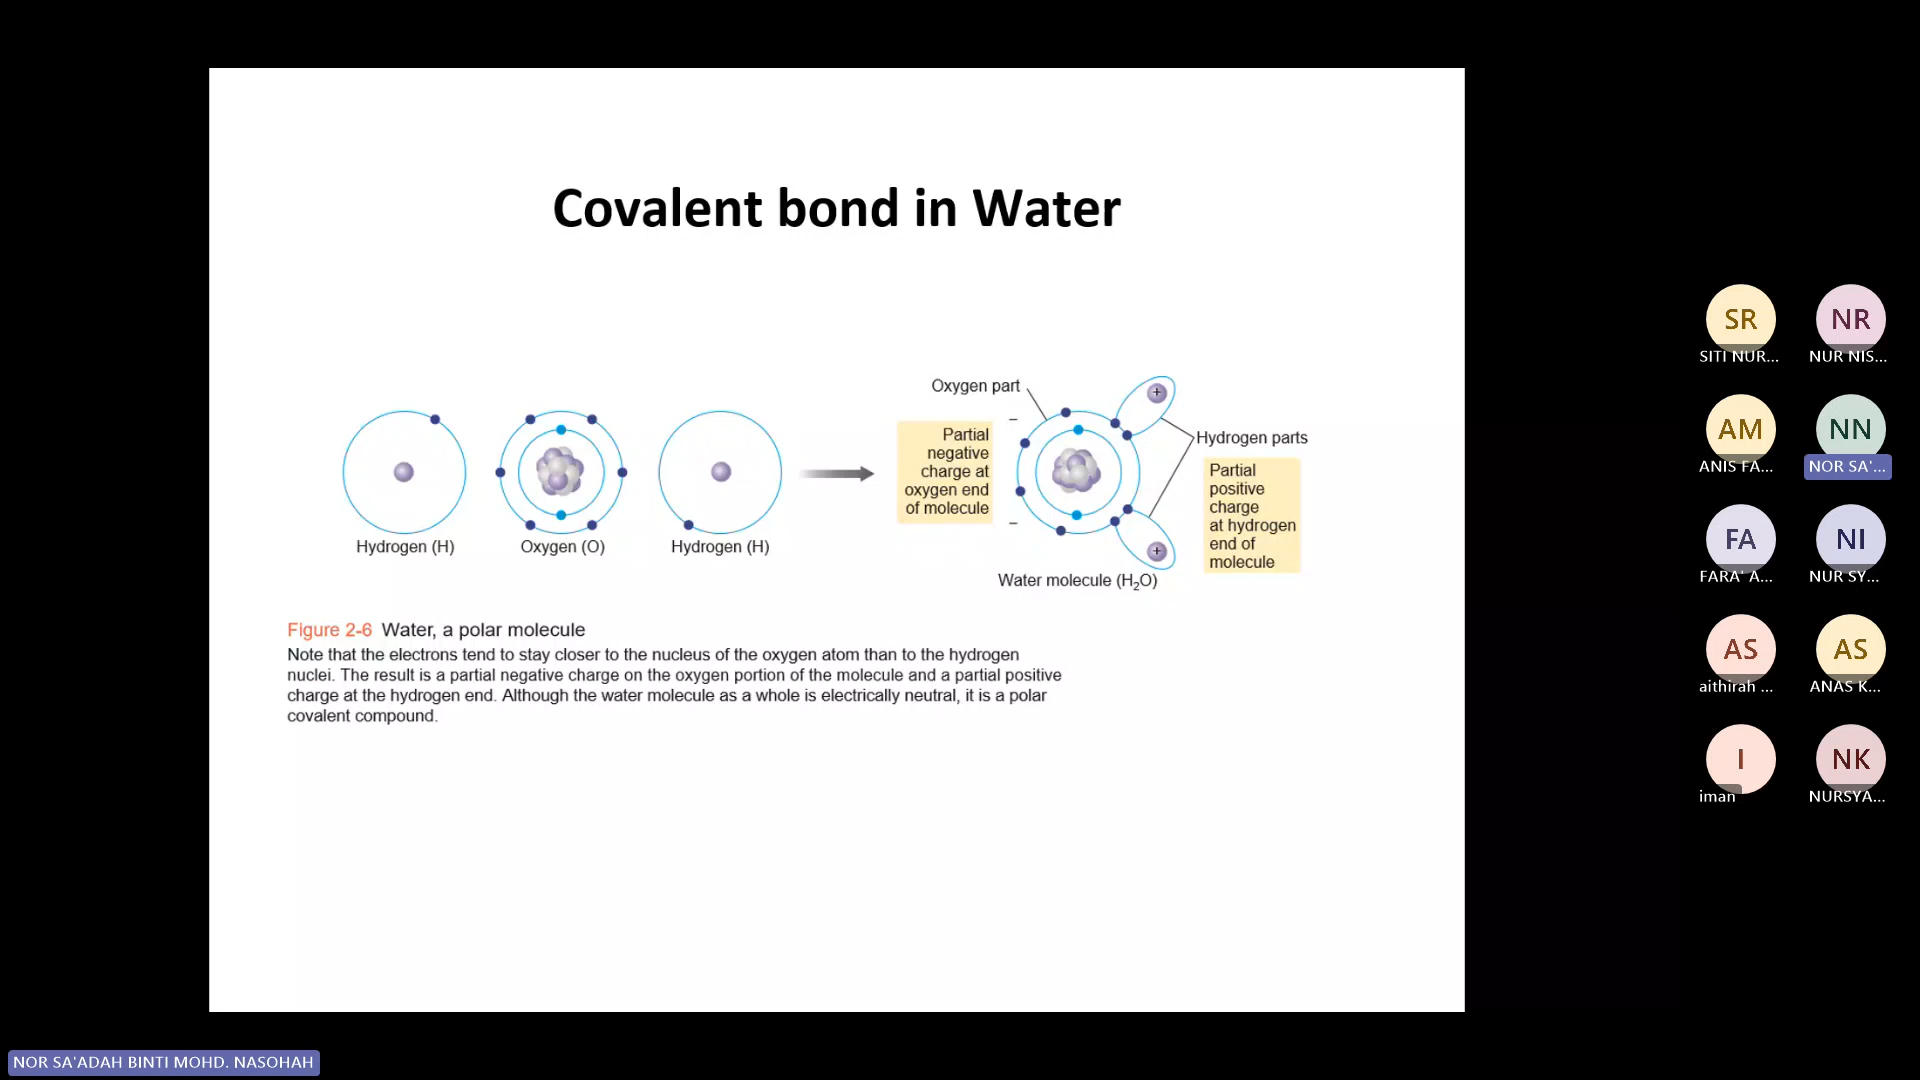 Covalent bond in Water
Hydrogen (H)
Oxygen (O)
Hydrogen (H)
Oxygen part
–
Partial
negative
charge at
oxygen end
of molecule
–
+
+
Hydrogen parts
Partial
positive
charge
at hydrogen
end of
molecule
Water molecule (H₂O)
Figure 2-6 Water, a polar molecule
Note that the electrons tend to stay closer to the nucleus of the oxygen atom than to the hydrogen
nuclei. The result is a partial negative charge on the oxygen portion of the molecule and a partial positive
charge at the hydrogen end. Although the water molecule as a whole is electrically neutral, it is a polar
covalent compound.
SR
SITI NUR...
NR
NUR NIS...
AM
ANIS FA...
NN
NOR SA'...
FA
FARA' A...
NI
NUR SY...
AS
aithirah ...
AS
ANAS K...
I
iman
NK
NURSYA...
NOR SA'ADAH BINTI MOHD. NASOHAH